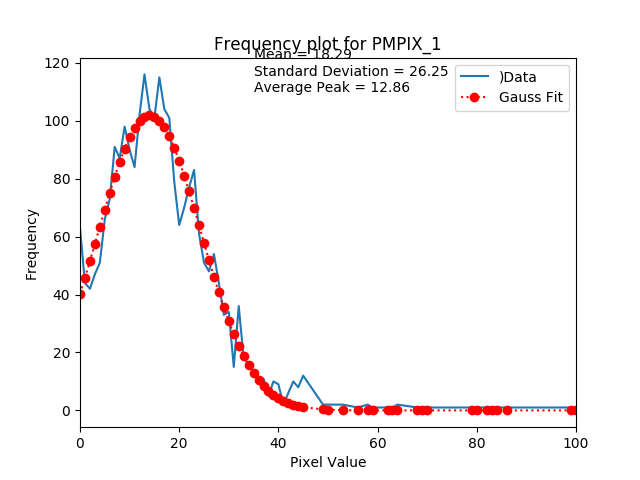 Frequency plot for PMPIX_1
Mean = 18.29
Standard Deviation = 26.25
Average Peak = 12.86
)Data
Gauss Fit
120
100
80
60
40
20
0
Frequency
0 20 40 60 80 100
Pixel Value